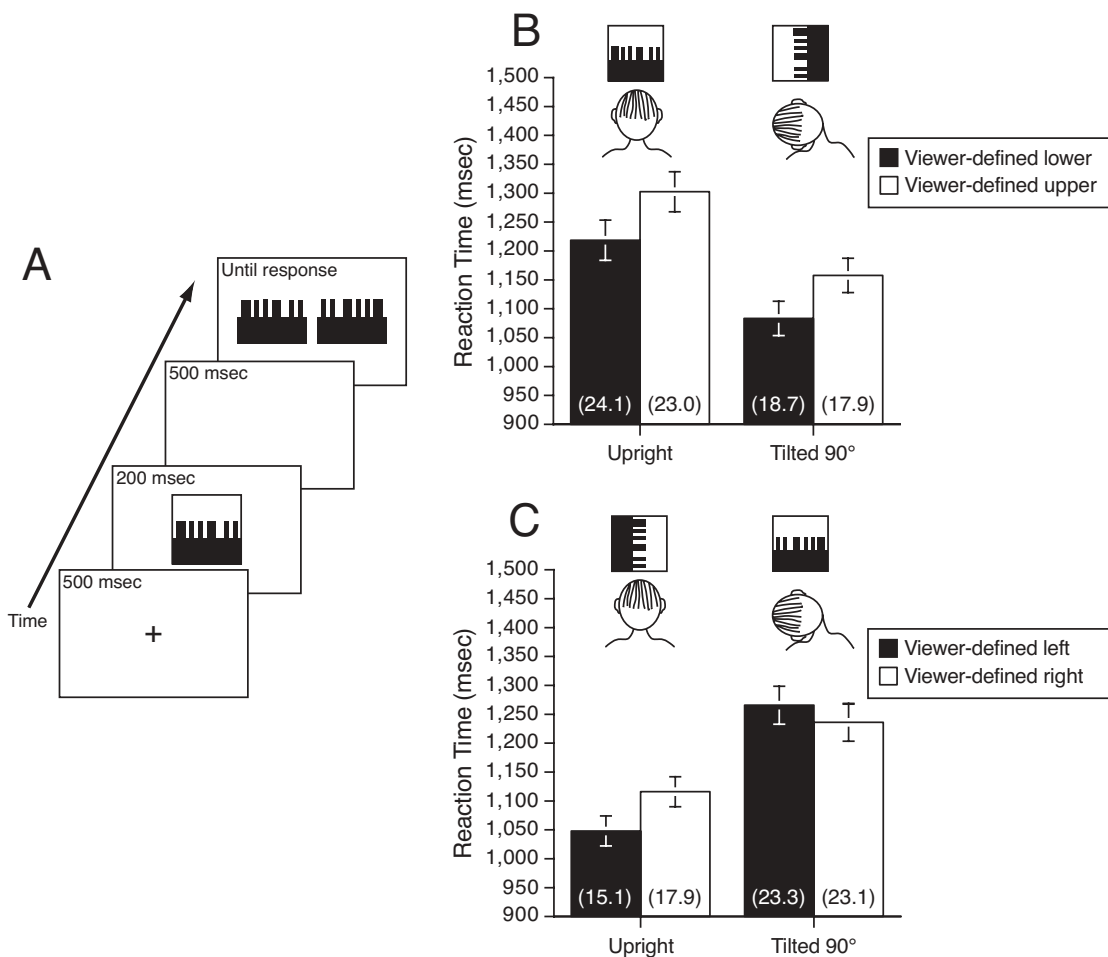 A
Until response
500 msec
200 msec
500 msec
Time
+
B
Reaction Time (msec)
1,500
1,450
1,400
1,350
1,300
1,250
1,200
1,150
1,100
1,050
1,000
950
900
Viewer-defined lower
Viewer-defined upper
(24.1) (23.0) (18.7) (17.9)
Upright Tilted 90°
C
Reaction Time (msec)
1,500
1,450
1,400
1,350
1,300
1,250
1,200
1,150
1,100
1,050
1,000
950
900
Viewer-defined left
Viewer-defined right
(15.1) (17.9) (23.3) (23.1)
Upright Tilted 90°